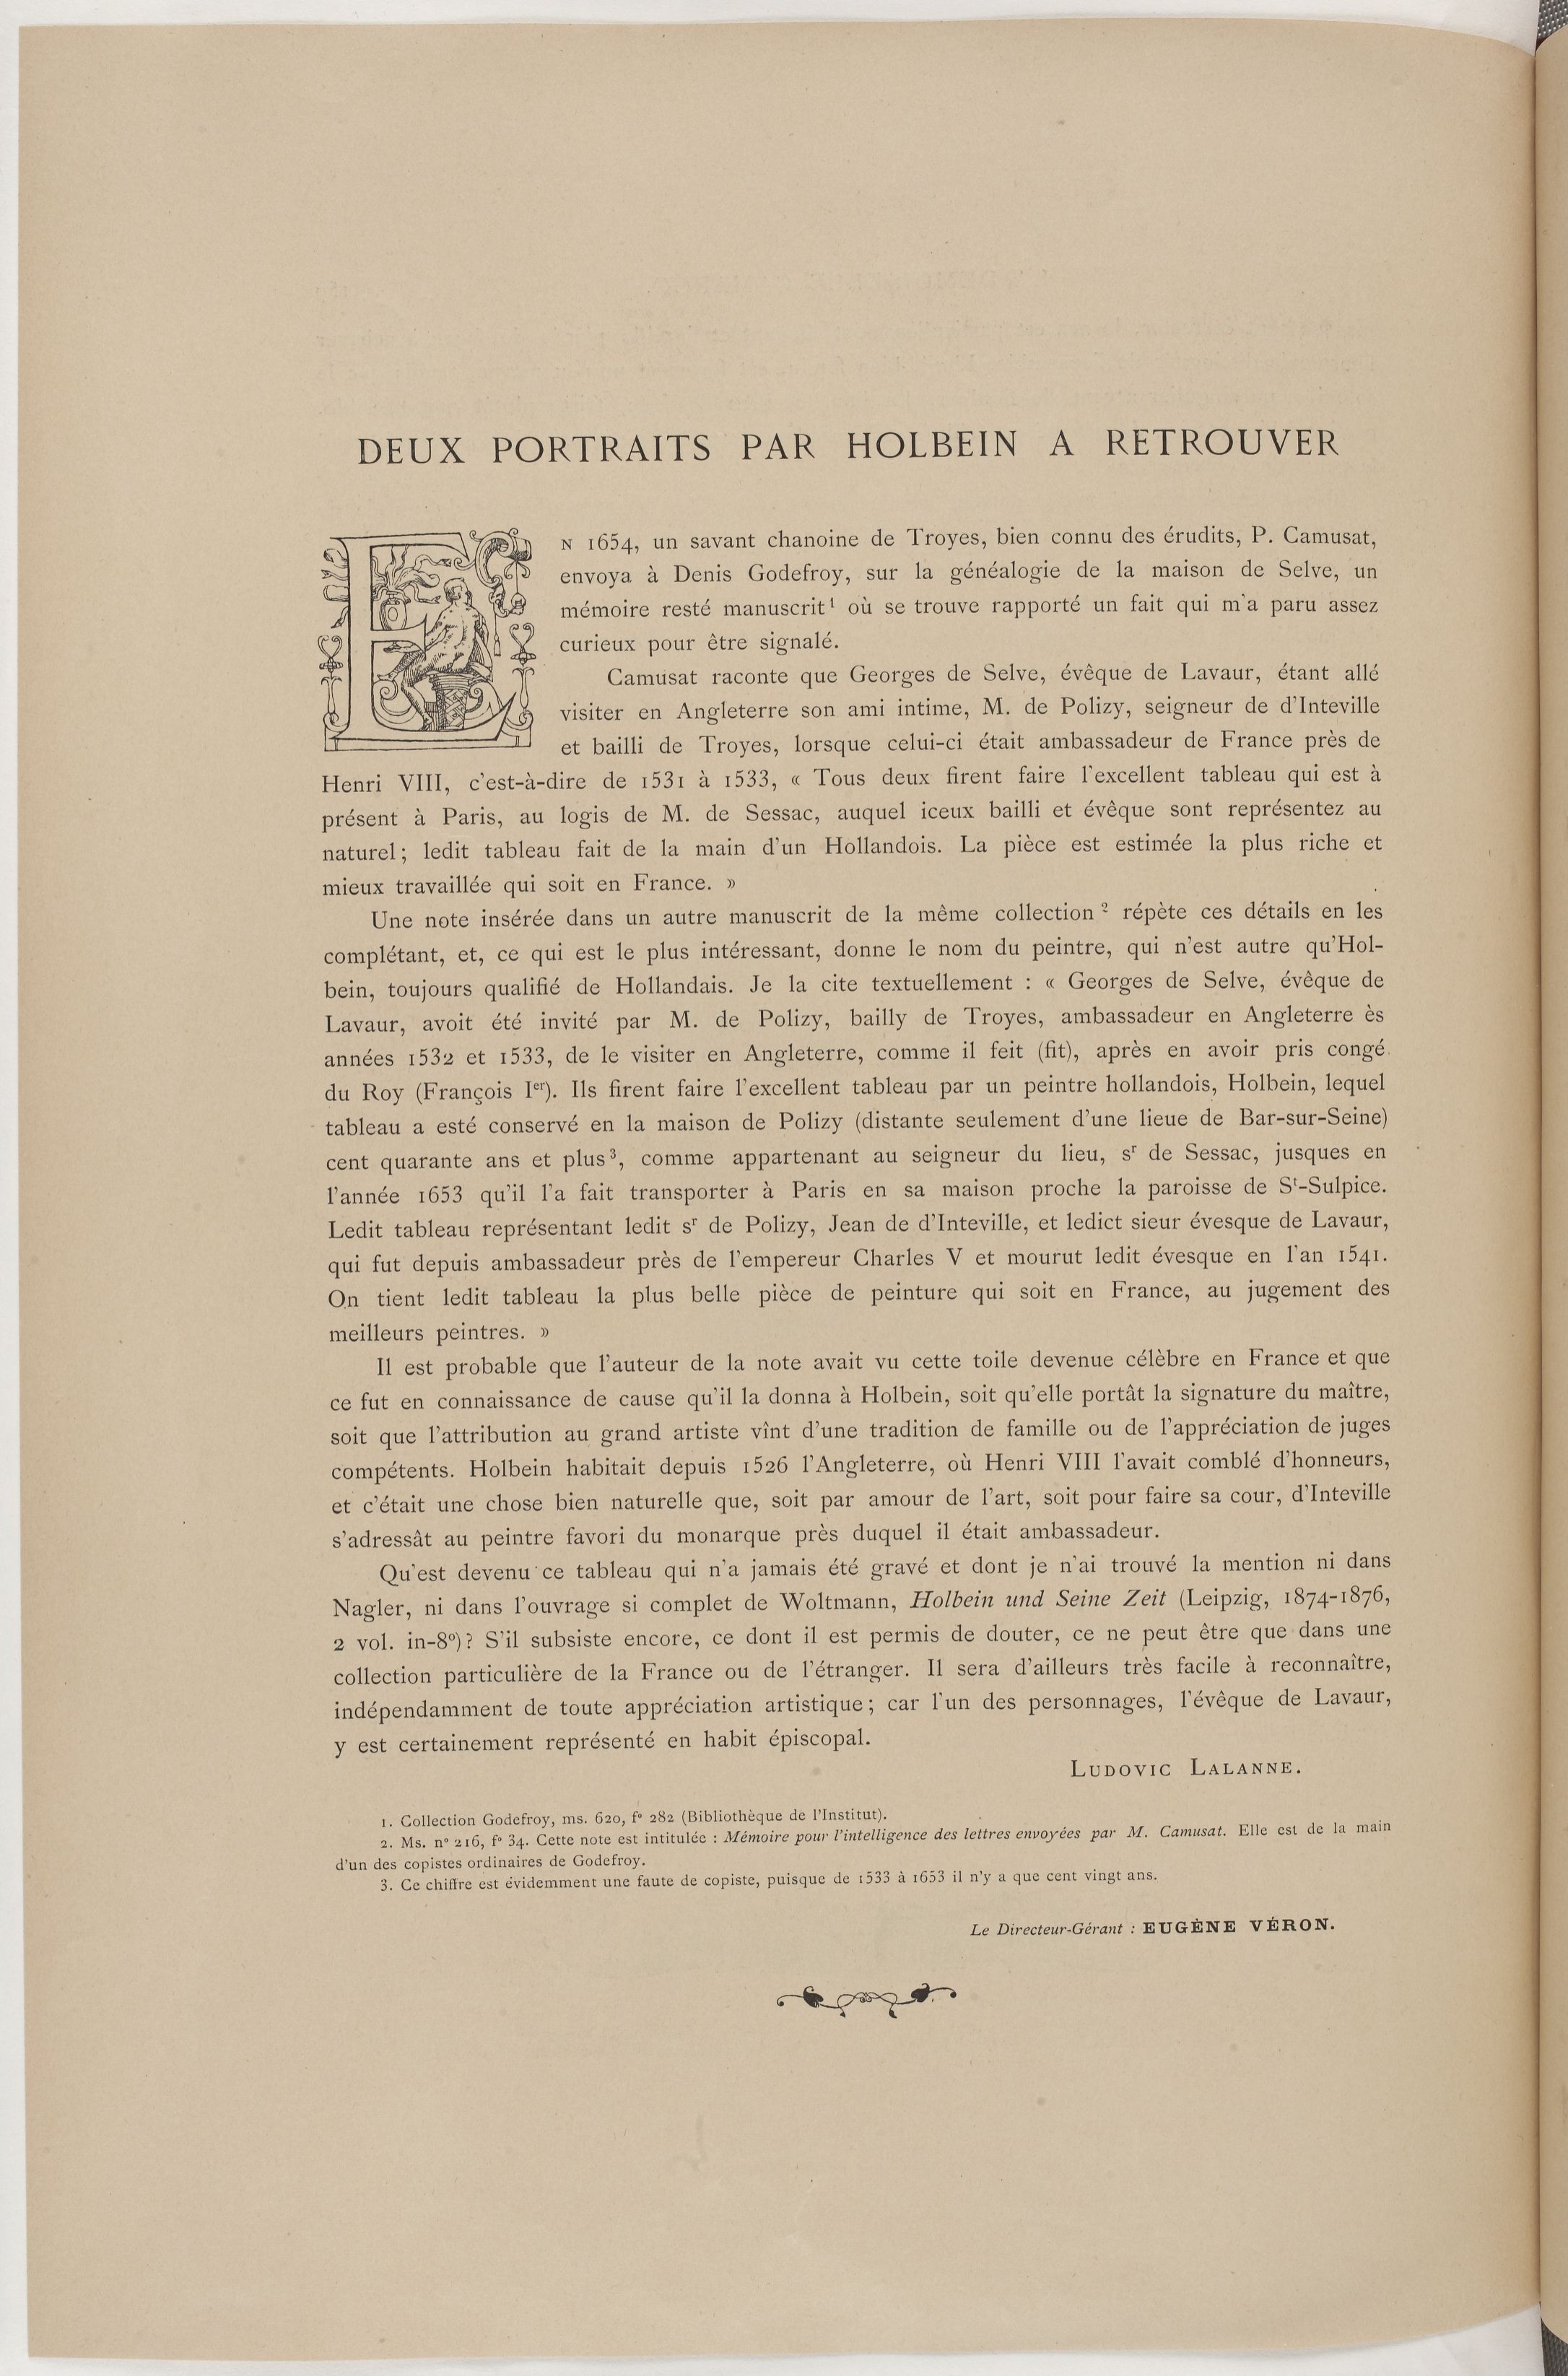 DEUX PORTRAITS PAR HOLBEIN A RETROUVER
EN 1654, un savant chanoine de Troyes, bien connu des érudits, P. Camusat,
envoya à Denis Godefroy, sur la généalogie de la maison de Selve, un
mémoire resté manuscrit¹ où se trouve rapporté un fait qui m'a paru assez
curieux pour être signalé.
Camusat raconte que Georges de Selve, évêque de Lavaur, étant allé
visiter en Angleterre son ami intime, M. de Polizy, seigneur de d'Inteville
et bailli de Troyes, lorsque celui-ci était ambassadeur de France près de
Henri VIII, c'est-à-dire de 1531 à 1533, « Tous deux firent faire l'excellent tableau qui est à
présent à Paris, au logis de M. de Sessac, auquel iceux bailli et évêque sont représentez au
naturel; ledit tableau fait de la main d'un Hollandois. La pièce est estimée la plus riche et
mieux travaillée qui soit en France. »
Une note insérée dans un autre manuscrit de la même collection ² répète ces détails en les
complétant, et, ce qui est le plus intéressant, donne le nom du peintre, qui n'est autre qu'Hol-
bein, toujours qualifié de Hollandais. Je la cite textuellement : « Georges de Selve, évêque de
Lavaur, avoit été invité par M. de Polizy, bailly de Troyes, ambassadeur en Angleterre ès
années 1532 et 1533, de le visiter en Angleterre, comme il feit (fit), après en avoir pris congé
du Roy (François Iᵉʳ). Ils firent faire l'excellent tableau par un peintre hollandois, Holbein, lequel
tableau a esté conservé en la maison de Polizy (distante seulement d'une lieue de Bar-sur-Seine)
cent quarante ans et plus³, comme appartenant au seigneur du lieu, sʳ de Sessac, jusques en
l'année 1653 qu'il l'a fait transporter à Paris en sa maison proche la paroisse de Sᵗ-Sulpice.
Ledit tableau représentant ledit sʳ de Polizy, Jean de d'Inteville, et ledict sieur évesque de Lavaur,
qui fut depuis ambassadeur près de l'empereur Charles V et mourut ledit évesque en l'an 1541.
On tient ledit tableau la plus belle pièce de peinture qui soit en France, au jugement des
meilleurs peintres. »
Il est probable que l'auteur de la note avait vu cette toile devenue célèbre en France et que
ce fut en connaissance de cause qu'il la donna à Holbein, soit qu'elle portât la signature du maître,
soit que l'attribution au grand artiste vînt d'une tradition de famille ou de l'appréciation de juges
compétents. Holbein habitait depuis 1526 l'Angleterre, où Henri VIII l'avait comblé d'honneurs,
et c'était une chose bien naturelle que, soit par amour de l'art, soit pour faire sa cour, d'Inteville
s'adressât au peintre favori du monarque près duquel il était ambassadeur.
Qu'est devenu ce tableau qui n'a jamais été gravé et dont je n'ai trouvé la mention ni dans
Nagler, ni dans l'ouvrage si complet de Woltmann, Holbein und Seine Zeit (Leipzig, 1874-1876,
2 vol. in-8º)? S'il subsiste encore, ce dont il est permis de douter, ce ne peut être que dans une
collection particulière de la France ou de l'étranger. Il sera d'ailleurs très facile à reconnaître,
indépendamment de toute appréciation artistique; car l'un des personnages, l'évêque de Lavaur,
y est certainement représenté en habit épiscopal.
LUDOVIC LALANNE.
1. Collection Godefroy, ms. 620, fº 282 (Bibliothèque de l'Institut).
2. Ms. nº 216, fº 34. Cette note est intitulée : Mémoire pour l'intelligence des lettres envoyées par M. Camusat. Elle est de la main
d'un des copistes ordinaires de Godefroy.
3. Ce chiffre est évidemment une faute de copiste, puisque de 1533 à 1653 il n'y a que cent vingt ans.
Le Directeur-Gérant : EUGÈNE VÉRON.